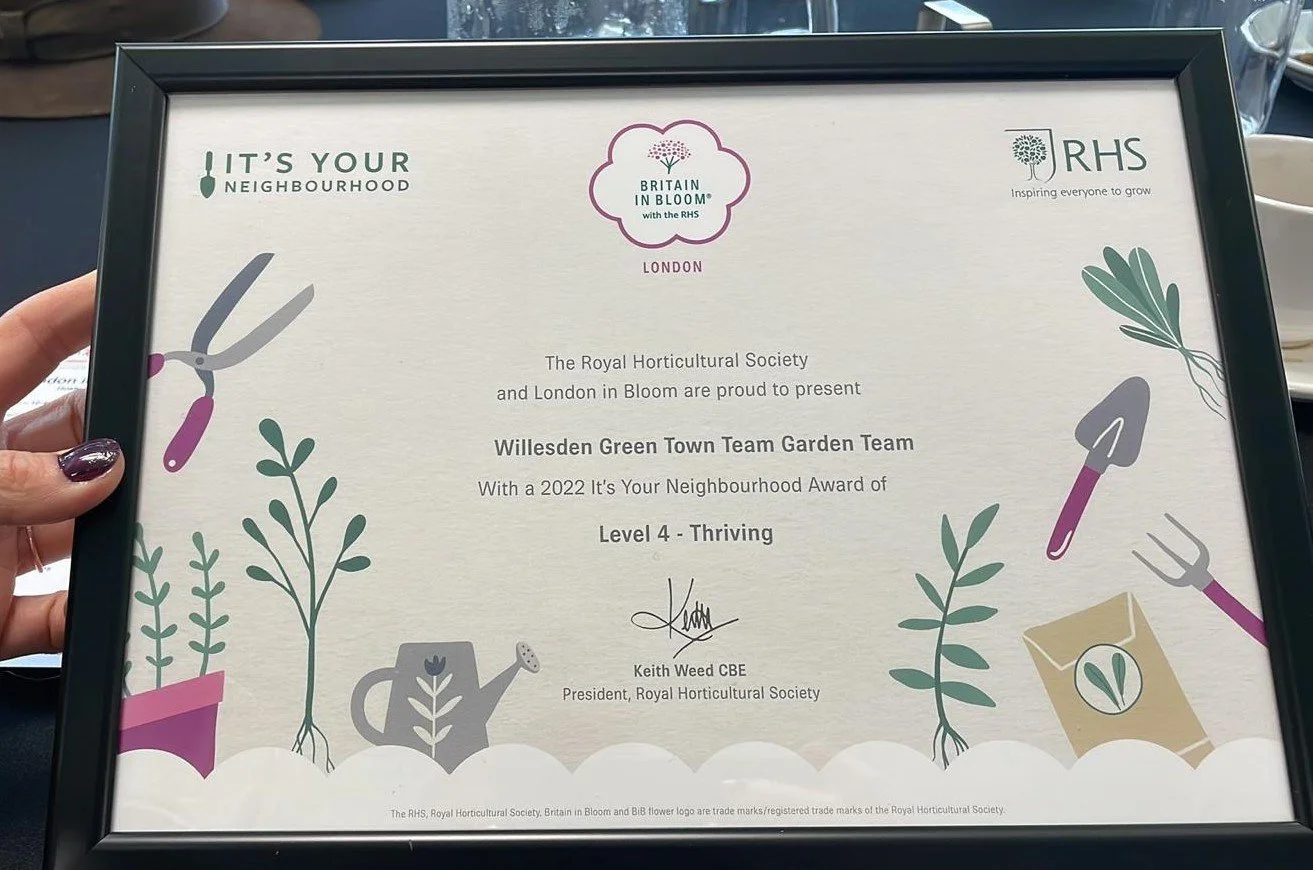 IT'S YOUR
NEIGHBOURHOOD
BRITAIN
IN BLOOM®
with the RHS
LONDON
RHS
Inspiring everyone to grow
The Royal Horticultural Society
and London in Bloom are proud to present
Willesden Green Town Team Garden Team
With a 2022 It's Your Neighbourhood Award of
Level 4 - Thriving
Keith
Keith Weed CBE
President, Royal Horticultural Society
The RHS, Royal Horticultural Society, Britain in Bloom and BiB flower logo are trade marks/registered trade marks of the Royal Horticultural Society.